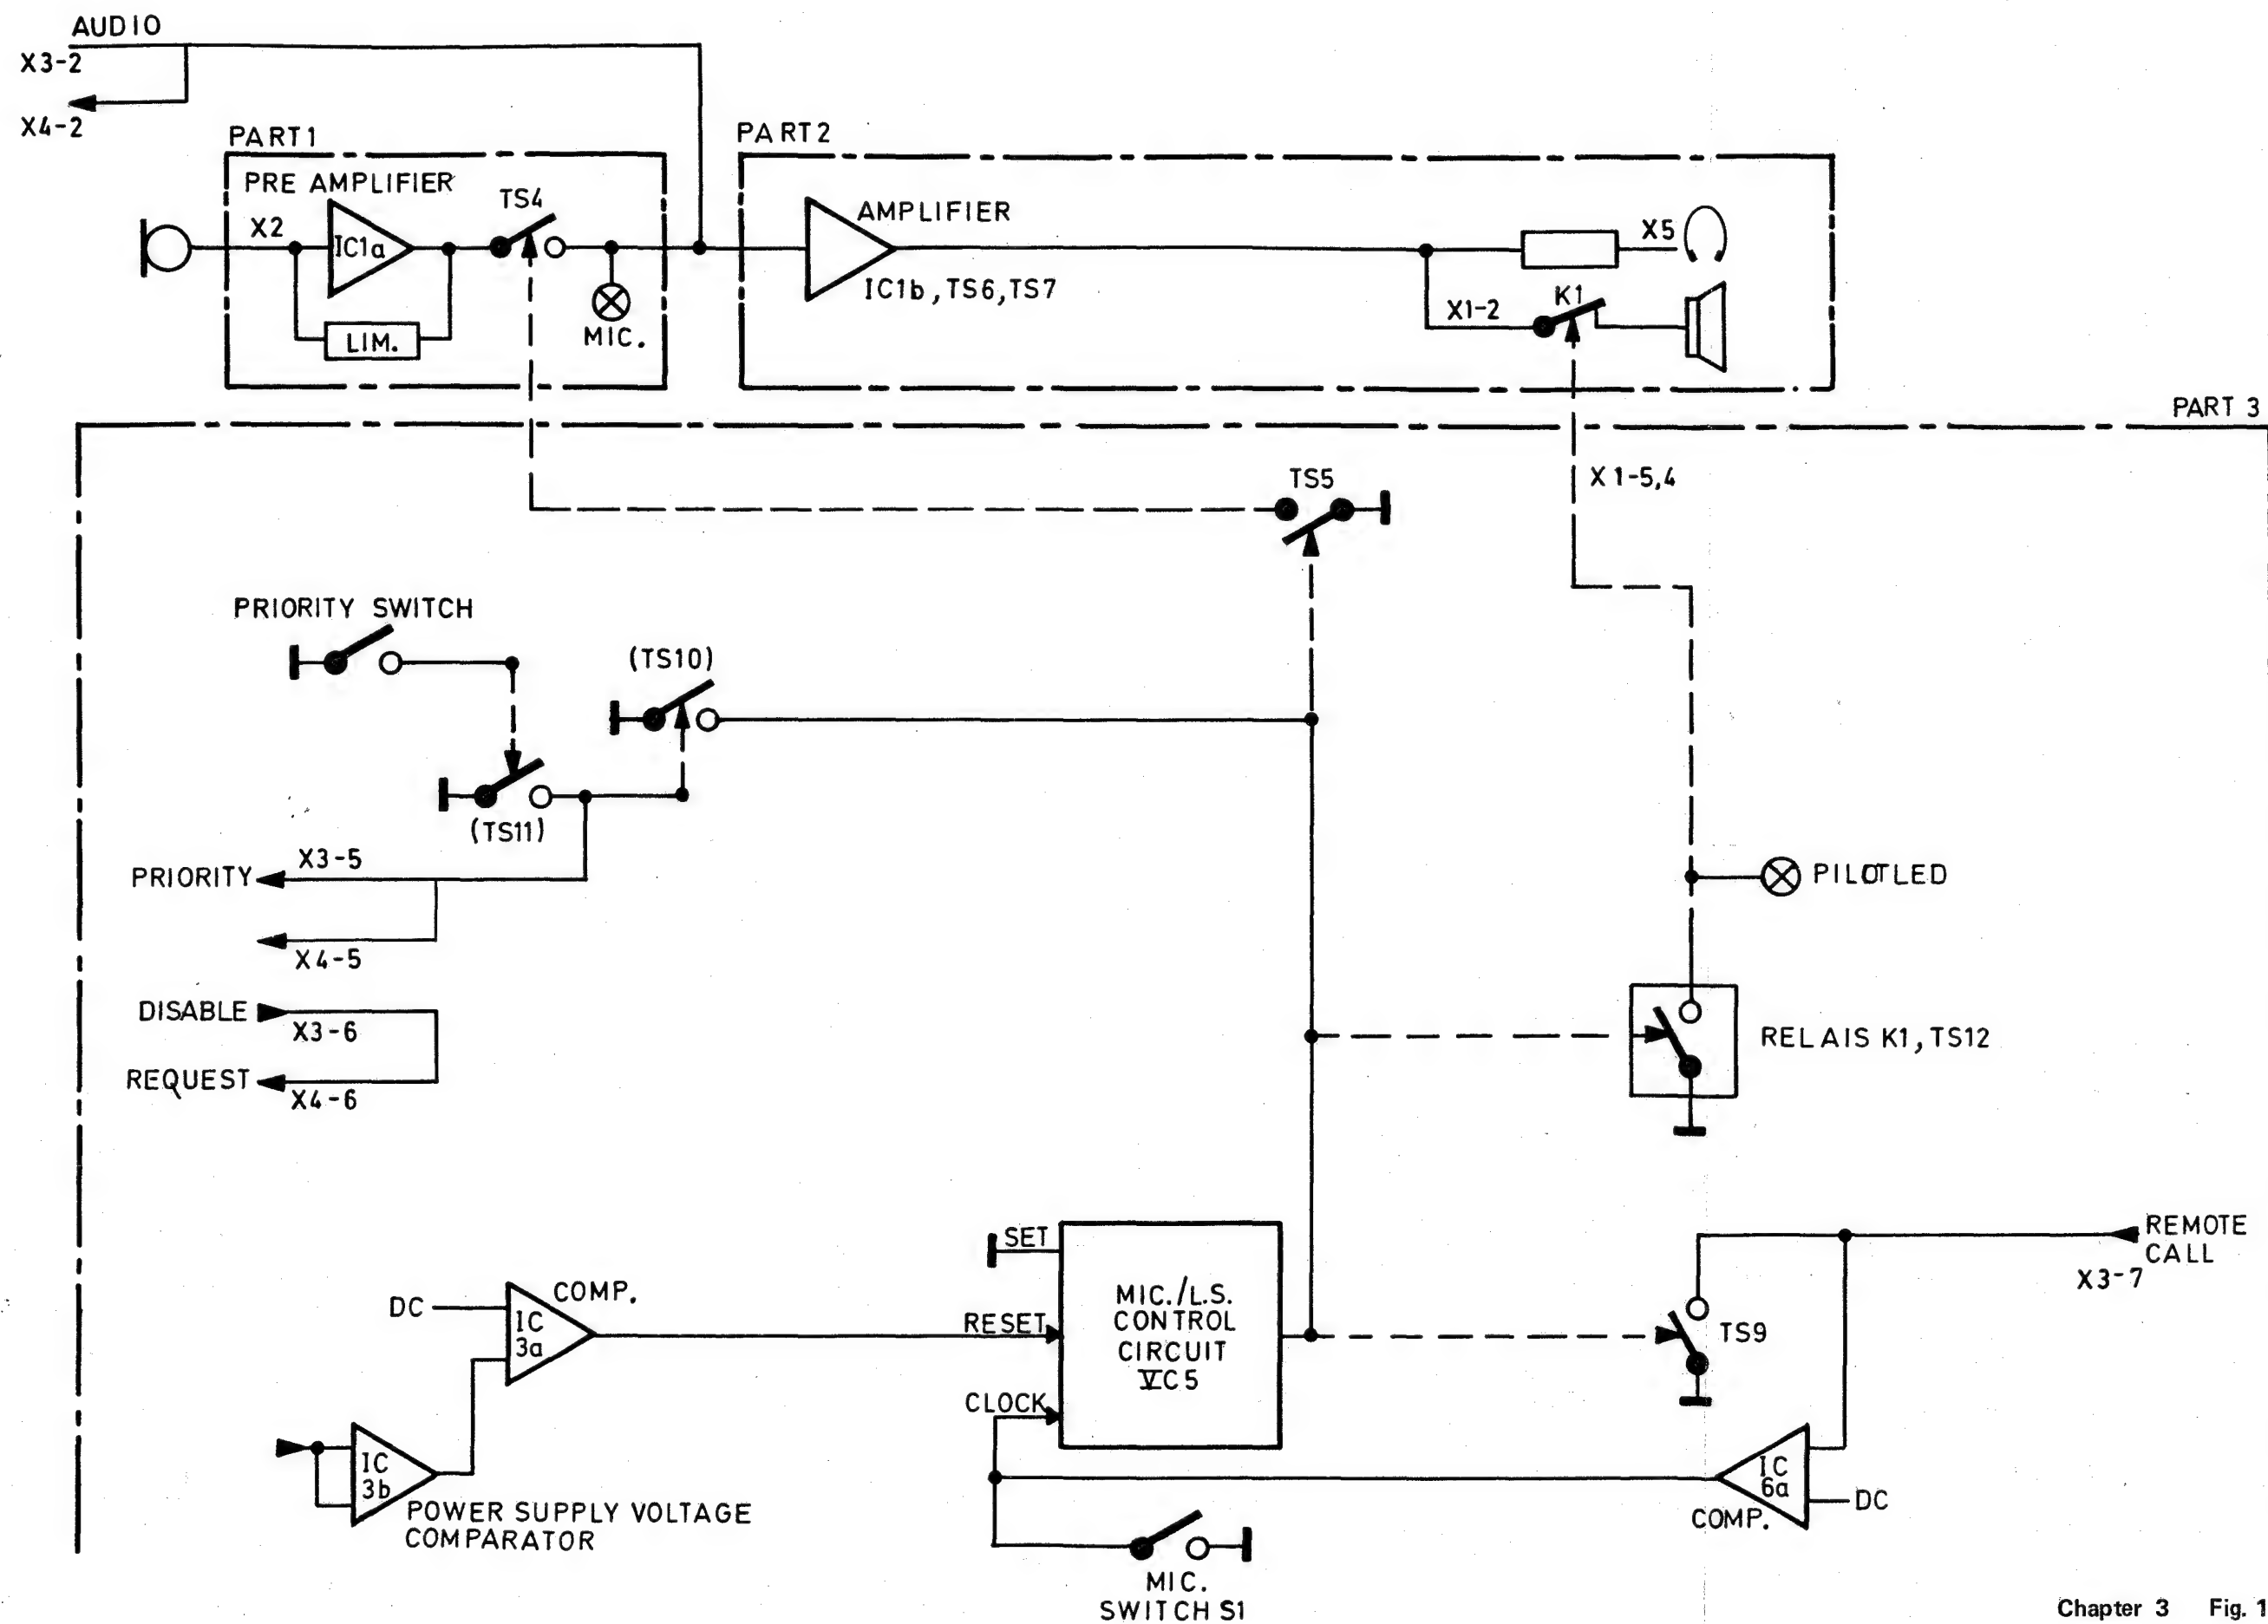 AUDIO
X3-2
X4-2
PART1
PART2
PRE AMPLIFIER
TS4
X2
IC1a
LIM.
MIC.
AMPLIFIER
IC1b, TS6, TS7
X5
X1-2
K1
PART 3
TS5
X1-5,4
PRIORITY SWITCH
(TS10)
(TS11)
PRIORITY
X3-5
X4-5
PILOTLED
DISABLE
X3-6
REQUEST
X4-6
RELAIS K1, TS12
SET
RESET
CLOCK
MIC./L.S.
CONTROL
CIRCUIT
VC5
REMOTE
CALL
X3-7
TS9
DC
COMP.
IC
3a
IC
3b
POWER SUPPLY VOLTAGE
COMPARATOR
IC
6a
DC
COMP.
MIC.
SWITCH S1
Chapter 3 Fig. 1